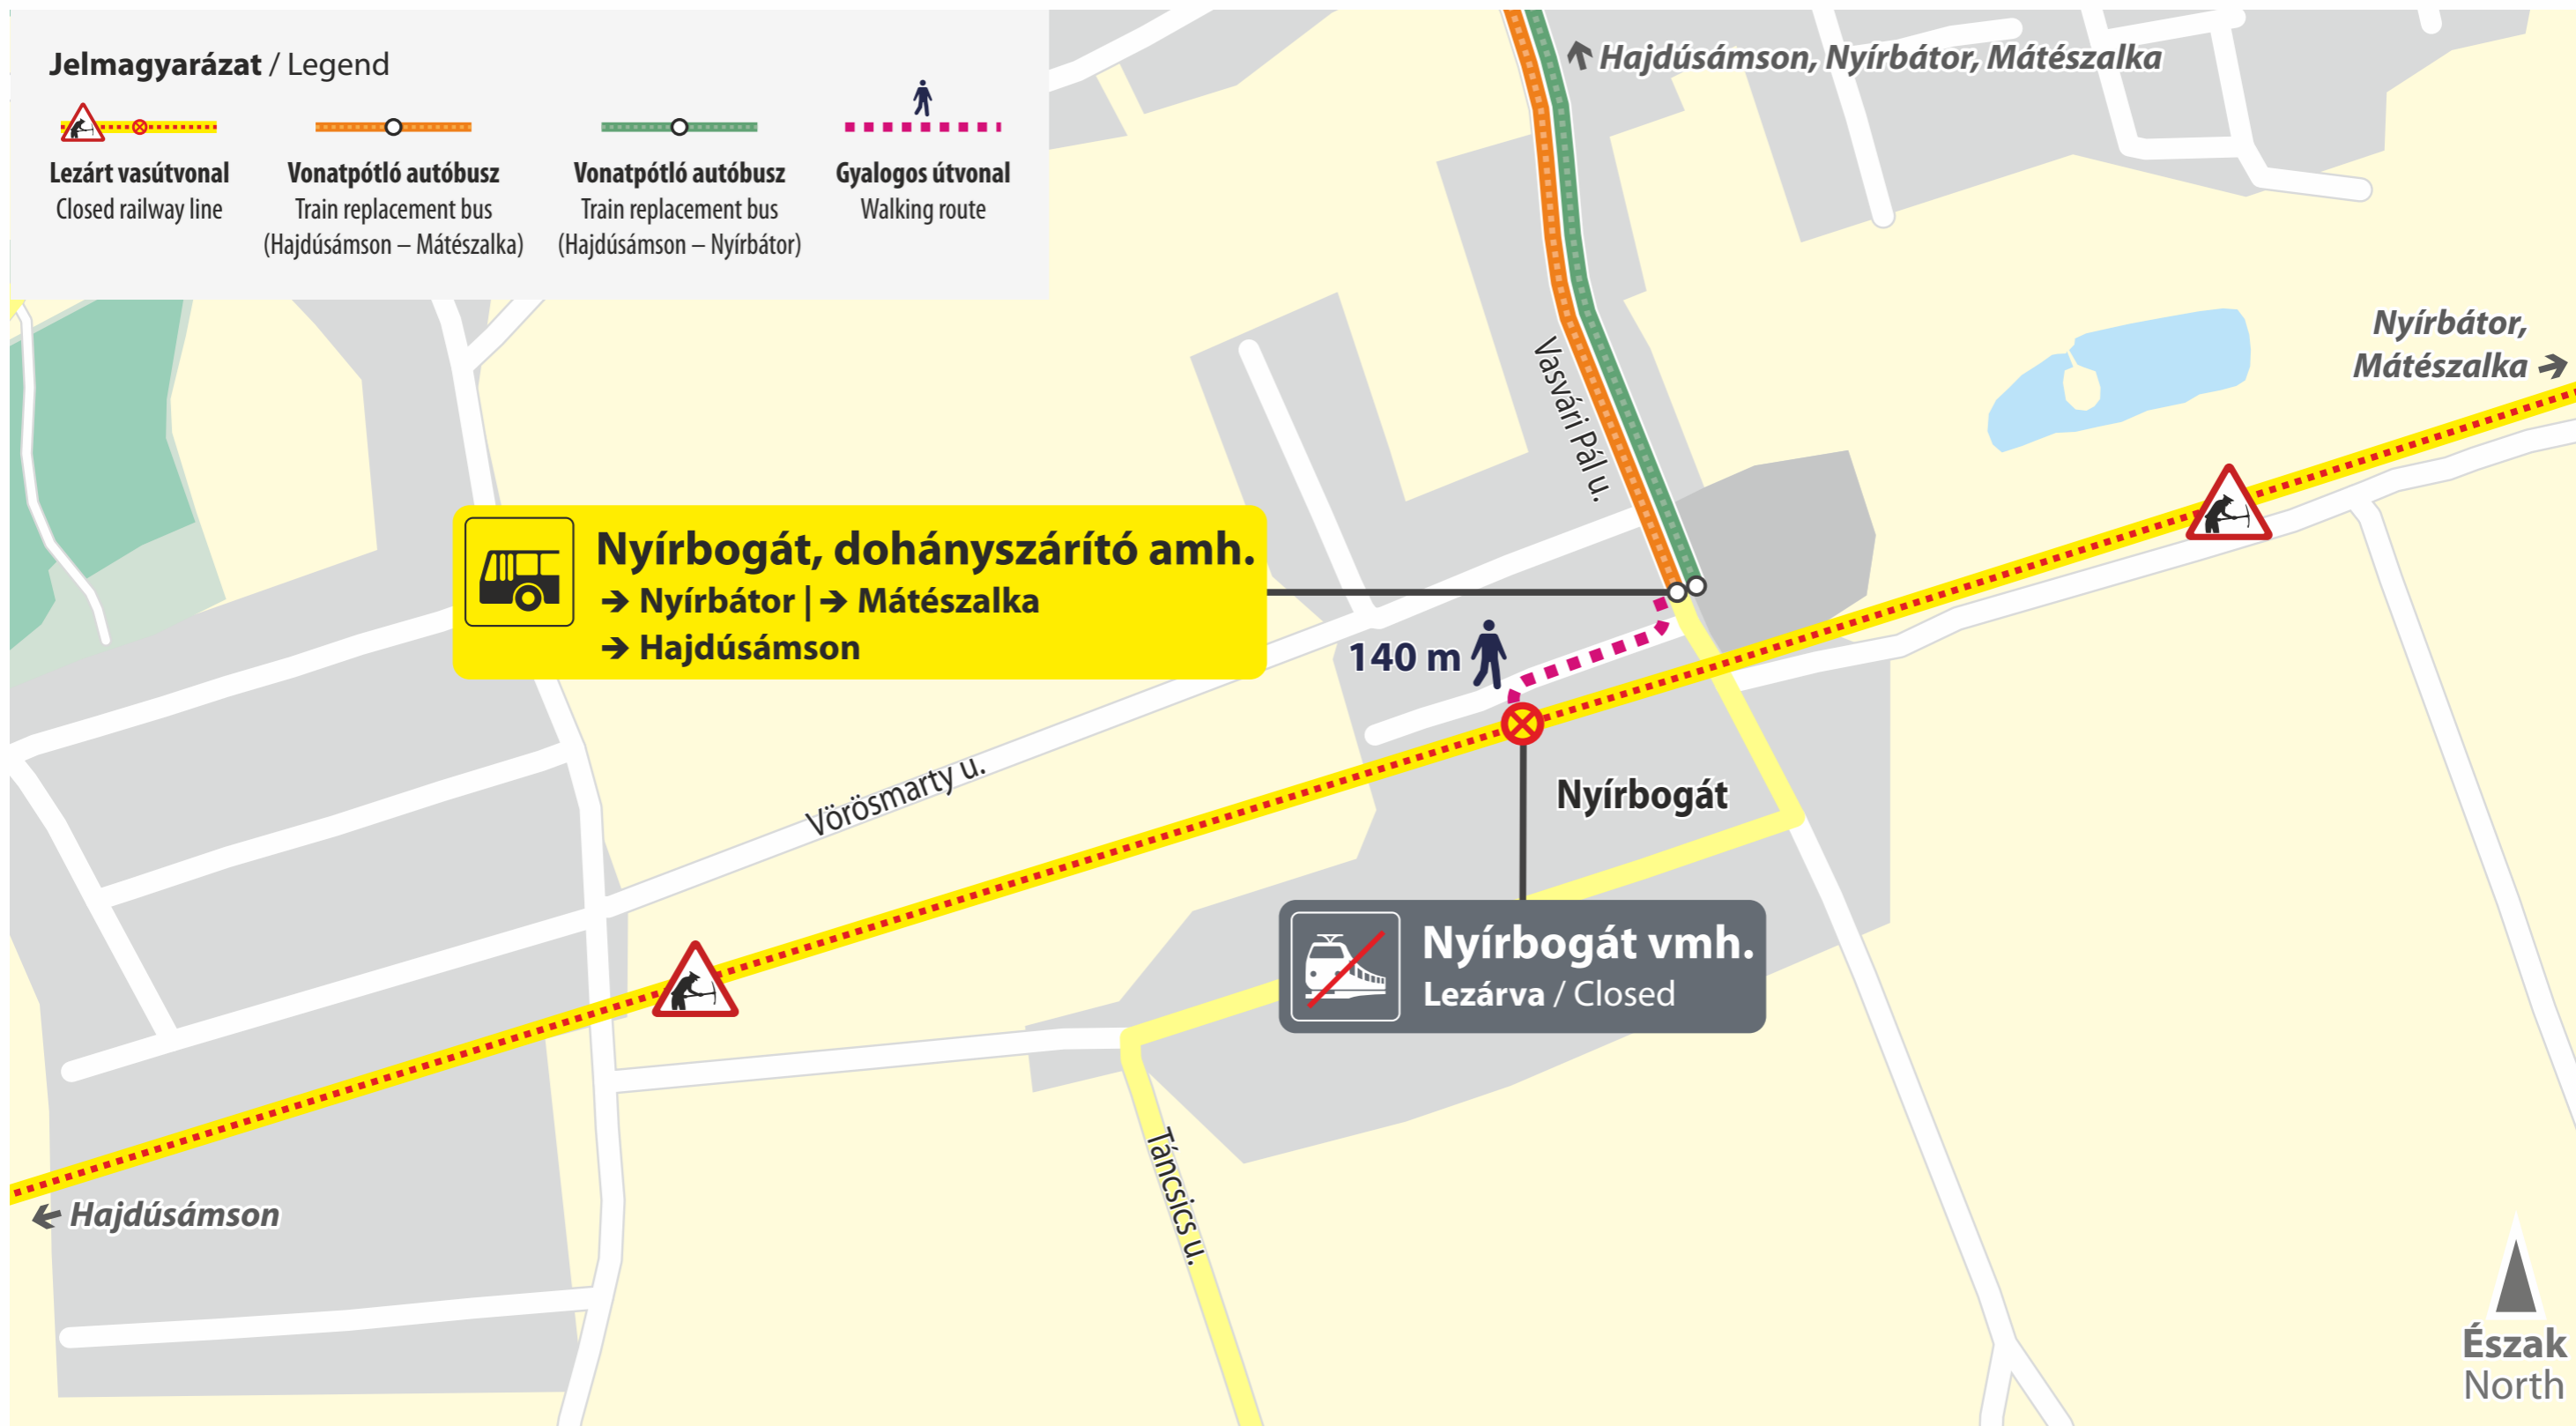 Jelmagyarázat / Legend
Lezárt vasútvonal
Closed railway line
Vonatpótló autóbusz
Train replacement bus
(Hajdúsámson – Mátészalka)
Vonatpótló autóbusz
Train replacement bus
(Hajdúsámson – Nyírbátor)
Gyalogos útvonal
Walking route
↑ Hajdúsámson, Nyírbátor, Mátészalka
Nyírbátor,
Mátészalka →
Vasvári Pál u.
Nyírbogát, dohányszárító amh.
→ Nyírbátor | → Mátészalka
→ Hajdúsámson
140 m
Vörösmarty u.
Nyírbogát
Nyírbogát vmh.
Lezárva / Closed
Táncsics u.
← Hajdúsámson
Észak
North